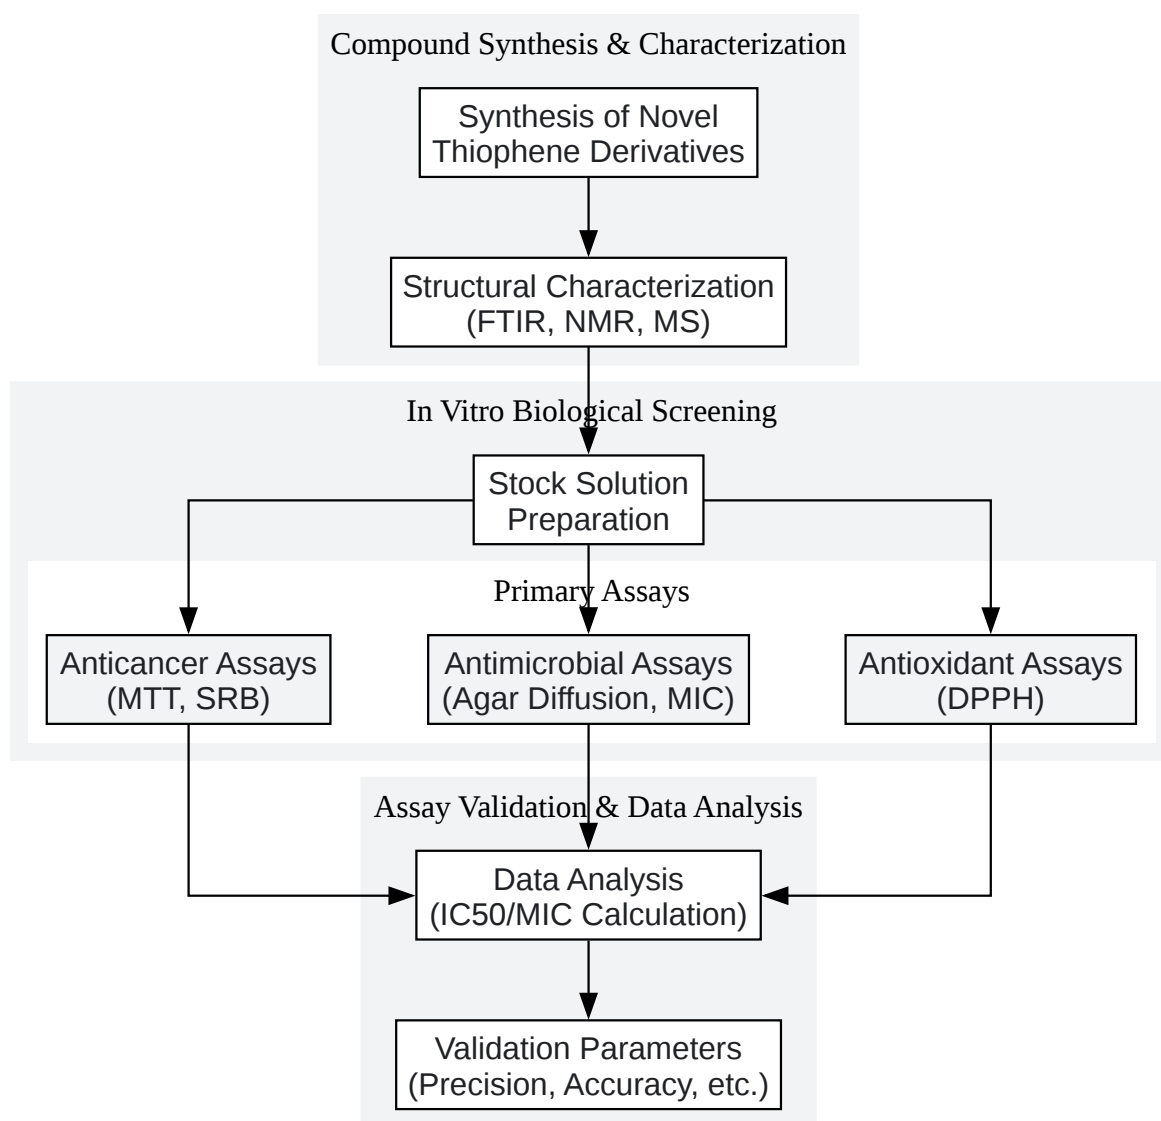 Compound Synthesis & Characterization
Synthesis of Novel
Thiophene Derivatives
Structural Characterization
(FTIR, NMR, MS)
In Vitro Biological Screening
Stock Solution
Preparation
Primary Assays
Anticancer Assays
(MTT, SRB)
Antimicrobial Assays
(Agar Diffusion, MIC)
Antioxidant Assays
(DPPH)
Assay Validation & Data Analysis
Data Analysis
(IC50/MIC Calculation)
Validation Parameters
(Precision, Accuracy, etc.)